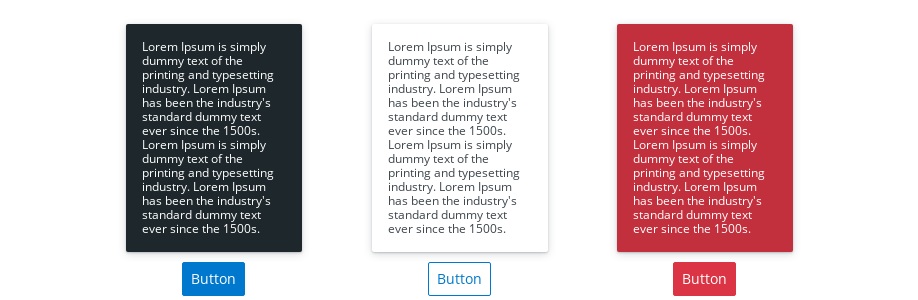 Lorem Ipsum is simply
dummy text of the
printing and typesetting
industry. Lorem Ipsum
has been the industry's
standard dummy text
ever since the 1500s.
Lorem Ipsum is simply
dummy text of the
printing and typesetting
industry. Lorem Ipsum
has been the industry's
standard dummy text
ever since the 1500s.
Button
Lorem Ipsum is simply
dummy text of the
printing and typesetting
industry. Lorem Ipsum
has been the industry's
standard dummy text
ever since the 1500s.
Lorem Ipsum is simply
dummy text of the
printing and typesetting
industry. Lorem Ipsum
has been the industry's
standard dummy text
ever since the 1500s.
Button
Lorem Ipsum is simply
dummy text of the
printing and typesetting
industry. Lorem Ipsum
has been the industry's
standard dummy text
ever since the 1500s.
Lorem Ipsum is simply
dummy text of the
printing and typesetting
industry. Lorem Ipsum
has been the industry's
standard dummy text
ever since the 1500s.
Button